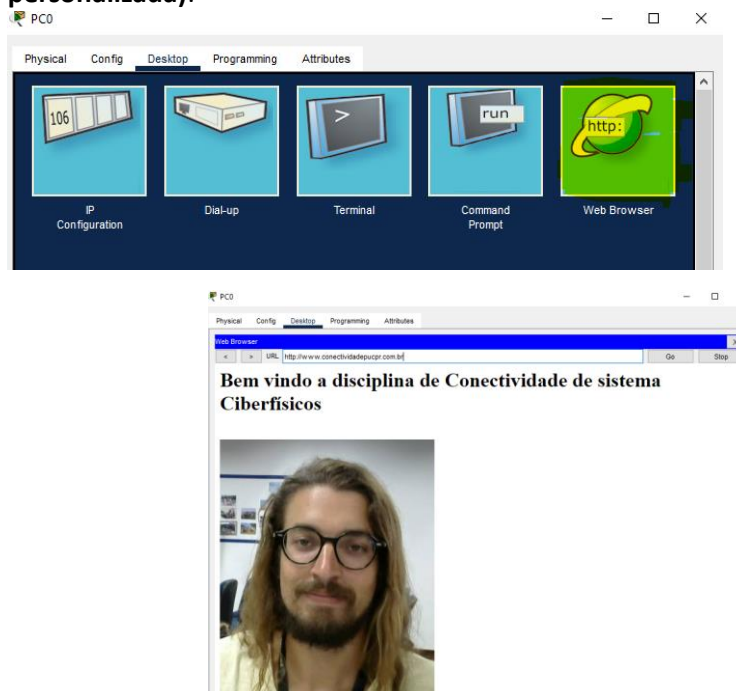 personalizada).
PC0
Physical Config Desktop Programming Attributes
106
>
run
http:
IP
Configuration
Dial-up
Terminal
Command
Prompt
Web Browser
PC0
Physical Config Desktop Programming Attributes
Web Browser X
< > URL http://www.conectividadepucpr.com.br Go Stop
Bem vindo a disciplina de Conectividade de sistema
Ciberfísicos